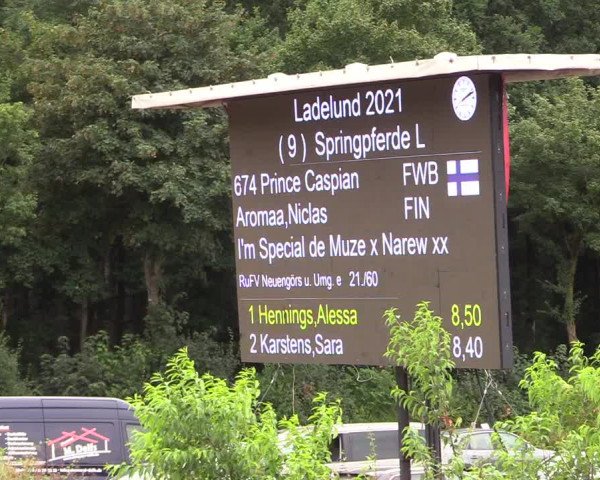 Ladelund 2021
( 9 ) Springpferde L
674 Prince Caspian FWB
Aromaa,Niclas FIN
I'm Special de Muze x Narew xx
RuFV Neuengörs u. Umg. e 21./60
1 Hennings,Alessa 8,50
2 Karstens,Sara 8,40